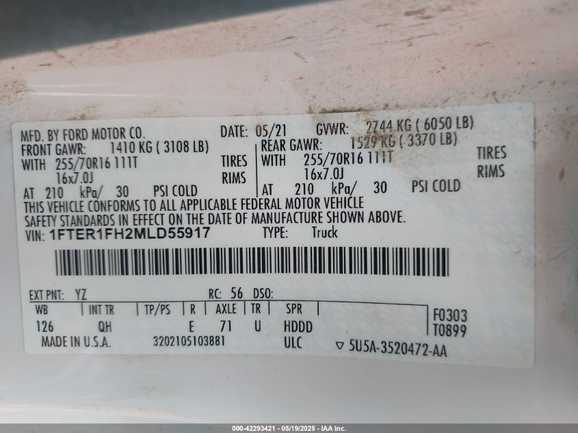 MFD. BY FORD MOTOR CO. DATE: 05/21 GVWR: 2744 KG ( 6050 LB)
FRONT GAWR: 1410 KG ( 3108 LB) REAR GAWR: 1529 KG ( 3370 LB)
WITH 255/70R16 111T TIRES WITH 255/70R16 111T TIRES
16x7.0J RIMS 16x7.0J RIMS
AT 210 kPa/ 30 PSI COLD AT 210 kPa/ 30 PSI COLD
THIS VEHICLE CONFORMS TO ALL APPLICABLE FEDERAL MOTOR VEHICLE
SAFETY STANDARDS IN EFFECT ON THE DATE OF MANUFACTURE SHOWN ABOVE.
VIN: 1FTER1FH2MLD55917 TYPE: Truck
EXT PNT: YZ RC: 56 DSO:
WB INT TR TP/PS R AXLE TR SPR F0303
126 QH E 71 U HDDD T0899
MADE IN U.S.A. 3202105103881 ULC ▽ 5U5A-3520472-AA
000-42293421 - 05/19/2025 - IAA Inc.